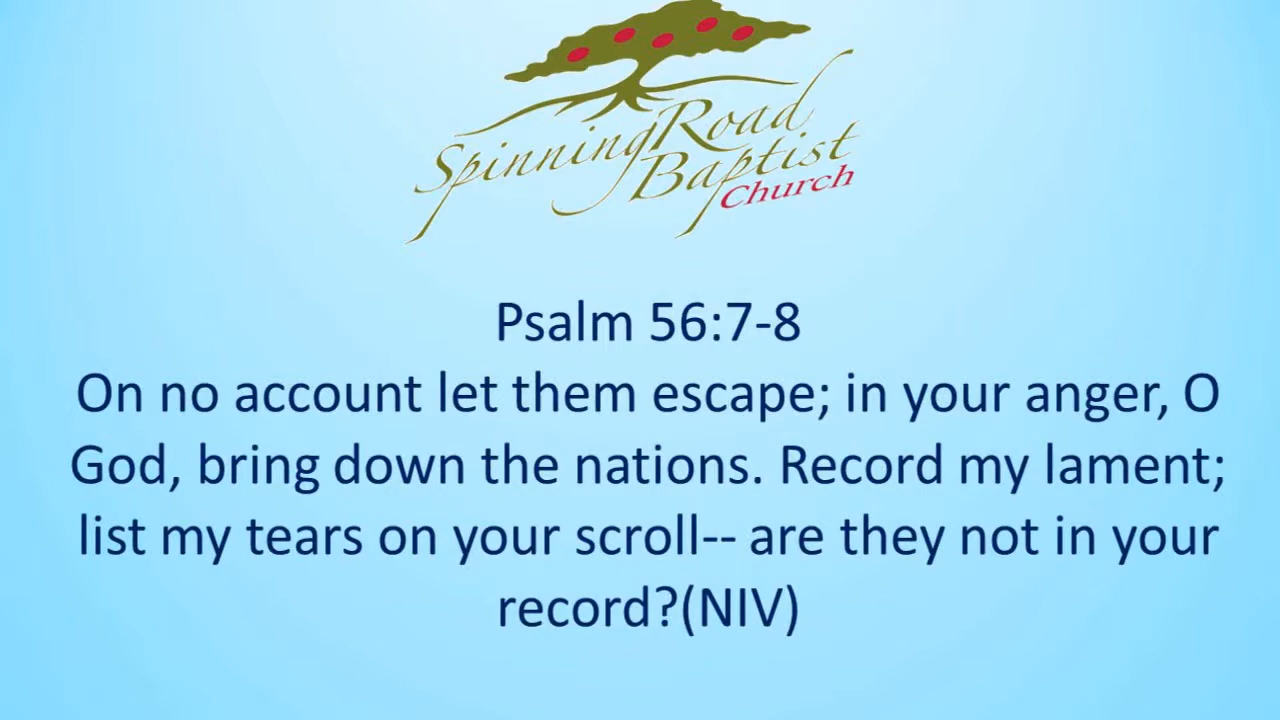 Spinning Road
Baptist
Church
Psalm 56:7-8
On no account let them escape; in your anger, O
God, bring down the nations. Record my lament;
list my tears on your scroll-- are they not in your
record?(NIV)